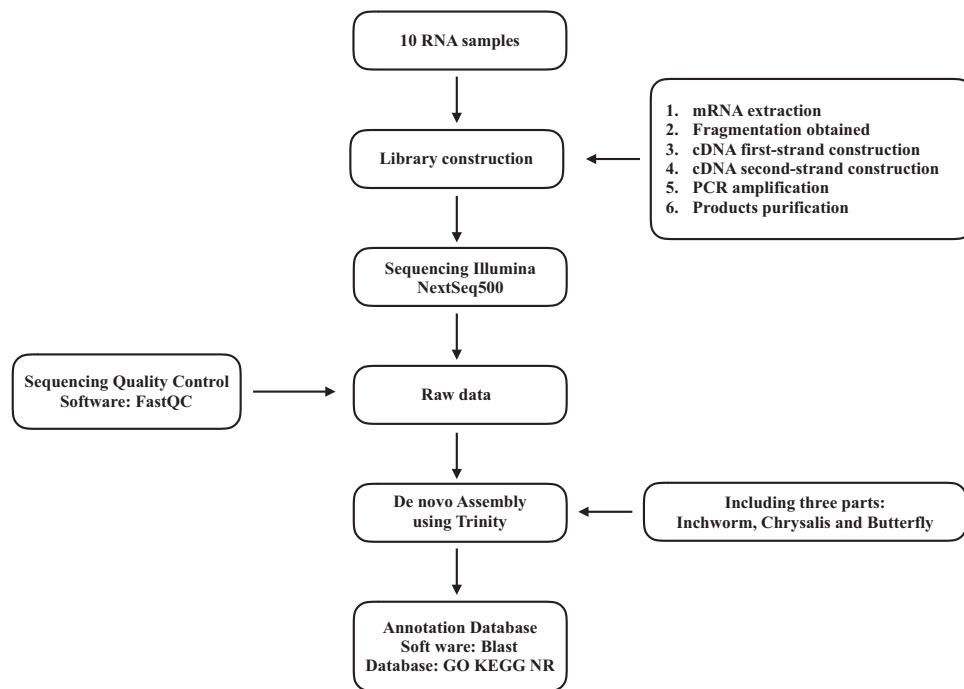 10 RNA samples
Library construction
1. mRNA extraction
2. Fragmentation obtained
3. cDNA first-strand construction
4. cDNA second-strand construction
5. PCR amplification
6. Products purification
Sequencing Illumina
NextSeq500
Sequencing Quality Control
Software: FastQC
Raw data
De novo Assembly
using Trinity
Including three parts:
Inchworm, Chrysalis and Butterfly
Annotation Database
Soft ware: Blast
Database: GO KEGG NR